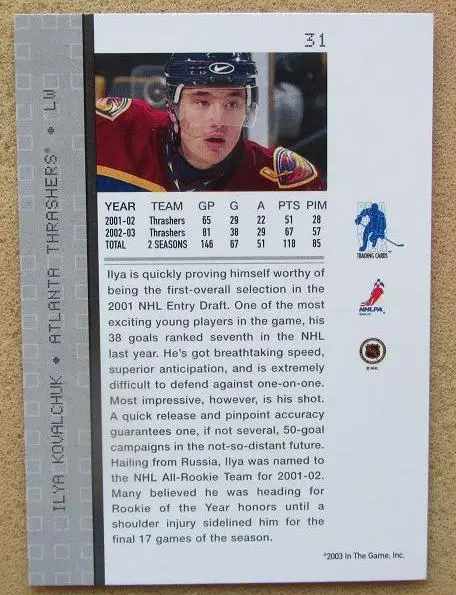 31
ILYA KOVALCHUK • ATLANTA THRASHERS® • LW
YEAR TEAM GP G A PTS PIM
2001-02 Thrashers 65 29 22 51 28
2002-03 Thrashers 81 38 29 67 57
TOTAL 2 SEASONS 146 67 51 118 85
Ilya is quickly proving himself worthy of
being the first-overall selection in the
2001 NHL Entry Draft. One of the most
exciting young players in the game, his
38 goals ranked seventh in the NHL
last year. He's got breathtaking speed,
superior anticipation, and is extremely
difficult to defend against one-on-one.
Most impressive, however, is his shot.
A quick release and pinpoint accuracy
guarantees one, if not several, 50-goal
campaigns in the not-so-distant future.
Hailing from Russia, Ilya was named to
the NHL All-Rookie Team for 2001-02.
Many believed he was heading for
Rookie of the Year honors until a
shoulder injury sidelined him for the
final 17 games of the season.
TRADING CARDS
NHLPA
© NHL
©2003 In The Game, Inc.